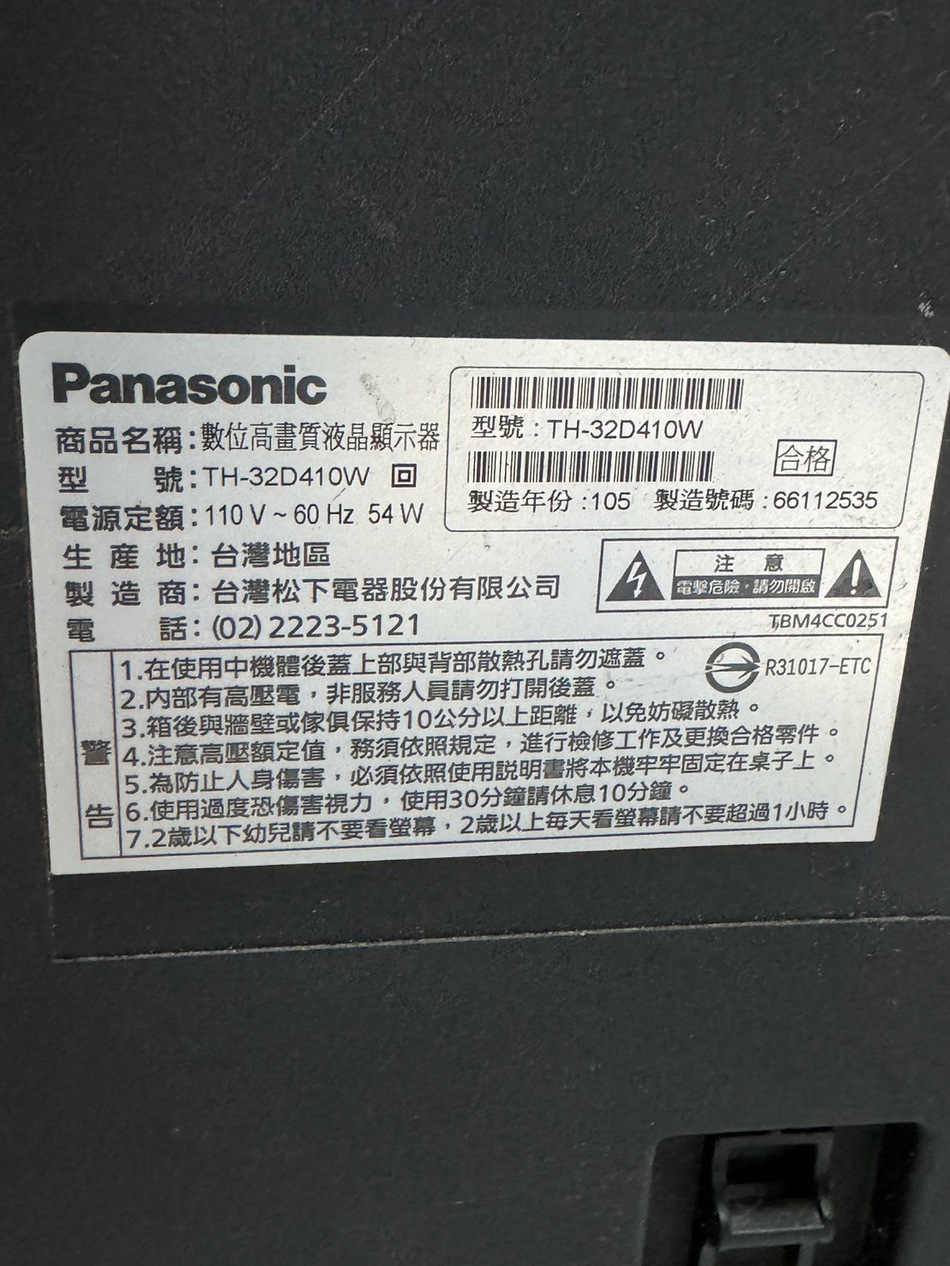 Panasonic
商品名稱:數位高畫質液晶顯示器
型 號:TH-32D410W
電源定額:110 V ~ 60 Hz 54 W
生 產 地:台灣地區
製 造 商:台灣松下電器股份有限公司
電 話:(02) 2223-5121
型號:TH-32D410W
合格
製造年份:105 製造號碼:66112535
注 意
電擊危險,請勿開啟
TBM4CC0251
R31017-ETC
警告
1.在使用中機體後蓋上部與背部散熱孔請勿遮蓋。
2.內部有高壓電,非服務人員請勿打開後蓋。
3.箱後與牆壁或傢俱保持10公分以上距離,以免妨礙散熱。
4.注意高壓額定值,務須依照規定,進行檢修工作及更換合格零件。
5.為防止人身傷害,必須依照使用說明書將本機牢牢固定在桌子上。
6.使用過度恐傷害視力,使用30分鐘請休息10分鐘。
7.2歲以下幼兒請不要看螢幕,2歲以上每天看螢幕請不要超過1小時。